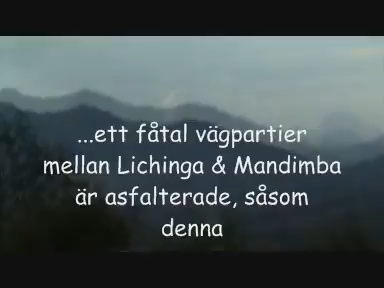 ...ett fåtal vägpartier
mellan Lichinga & Mandimba
är asfalterade, såsom
denna